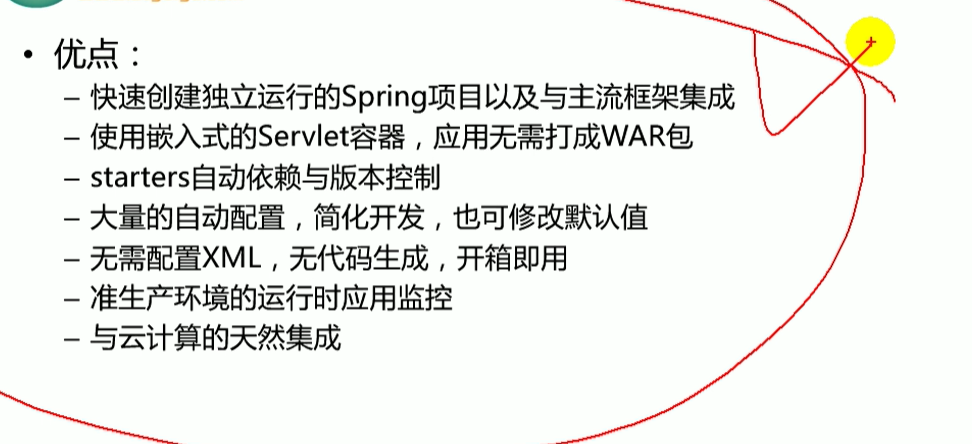 • 优点：
– 快速创建独立运行的Spring项目以及与主流框架集成
– 使用嵌入式的Servlet容器，应用无需打成WAR包
– starters自动依赖与版本控制
– 大量的自动配置，简化开发，也可修改默认值
– 无需配置XML，无代码生成，开箱即用
– 准生产环境的运行时应用监控
– 与云计算的天然集成